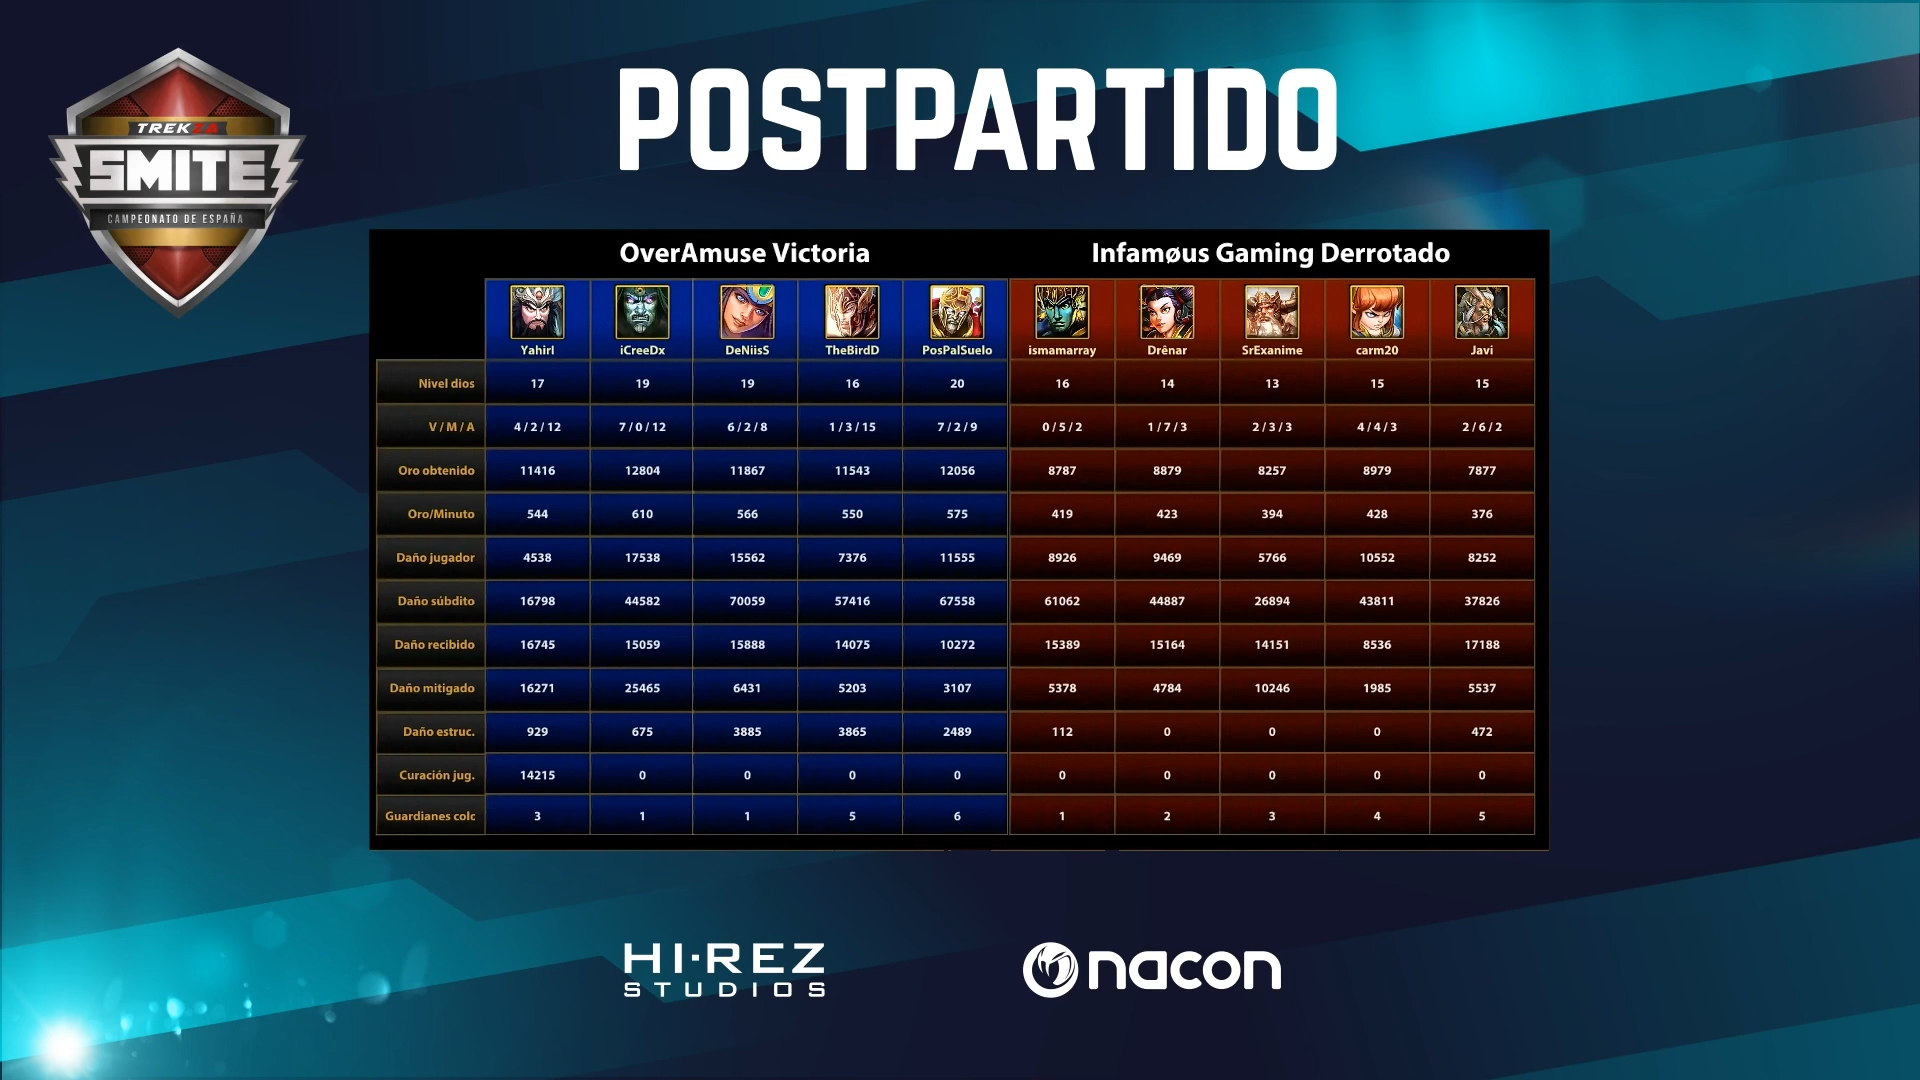 POSTPARTIDO
TREKZA
SMITE
CAMPEONATO DE ESPAÑA
OverAmuse Victoria Infamøus Gaming Derrotado
Yahirl iCreeDx DeNiisS TheBirdD PosPalSuelo ismamarray Drênar SrExanime carm20 Javi
Nivel dios 17 19 19 16 20 16 14 13 15 15
V / M / A 4 / 2 / 12 7 / 0 / 12 6 / 2 / 8 1 / 3 / 15 7 / 2 / 9 0 / 5 / 2 1 / 7 / 3 2 / 3 / 3 4 / 4 / 3 2 / 6 / 2
Oro obtenido 11416 12804 11867 11543 12056 8787 8879 8257 8979 7877
Oro/Minuto 544 610 566 550 575 419 423 394 428 376
Daño jugador 4538 17538 15562 7376 11555 8926 9469 5766 10552 8252
Daño súbdito 16798 44582 70059 57416 67558 61062 44887 26894 43811 37826
Daño recibido 16745 15059 15888 14075 10272 15389 15164 14151 8536 17188
Daño mitigado 16271 25465 6431 5203 3107 5378 4784 10246 1985 5537
Daño estruc. 929 675 3885 3865 2489 112 0 0 0 472
Curación jug. 14215 0 0 0 0 0 0 0 0 0
Guardianes colc 3 1 1 5 6 1 2 3 4 5
HI-REZ
STUDIOS
nacon